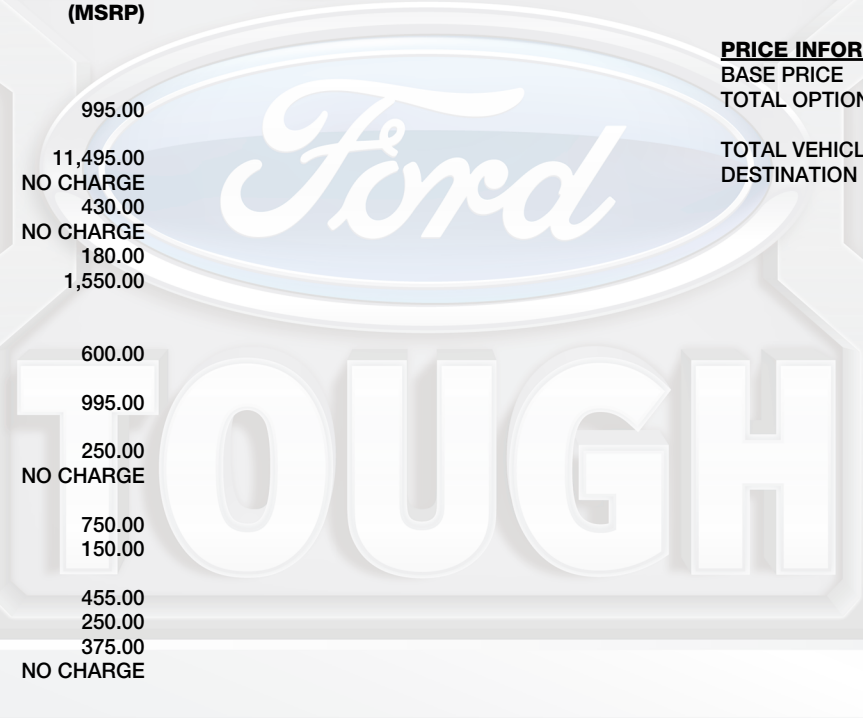 (MSRP)
995.00
11,495.00
NO CHARGE
430.00
NO CHARGE
180.00
1,550.00
600.00
995.00
250.00
NO CHARGE
750.00
150.00
455.00
250.00
375.00
NO CHARGE
PRICE INFOR
BASE PRICE
TOTAL OPTION
TOTAL VEHICL
DESTINATION
Ford
TOUGH